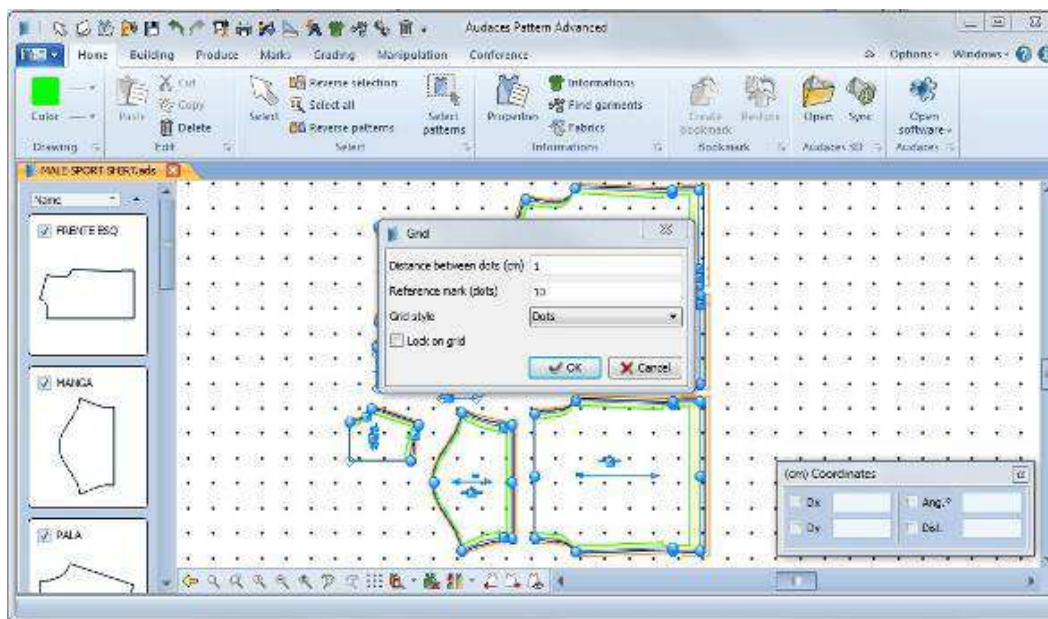 Audaces Pattern Advanced
Home Building Produce Marks Grading Manipulation Conference Options Windows
Color
Paste
Cut
Copy
Delete
Select
Reverse selection
Select all
Reverse patterns
Select patterns
Properties
Informations
Find garments
Fabrics
Create bookmark
Restore
Open
Sync
Open software
Drawing Edit Select Informations Bookmark Audaces 3D Audaces
MALE SPORT SHIRT.ads
Name
FRENTE ESQ
MANGA
PALA
Grid
Distance between dots (cm) 1
Reference mark (dots) 10
Grid style Dots
Lock on grid
OK Cancel
(cm) Coordinates
Dx Ang.º
Dy Dist.